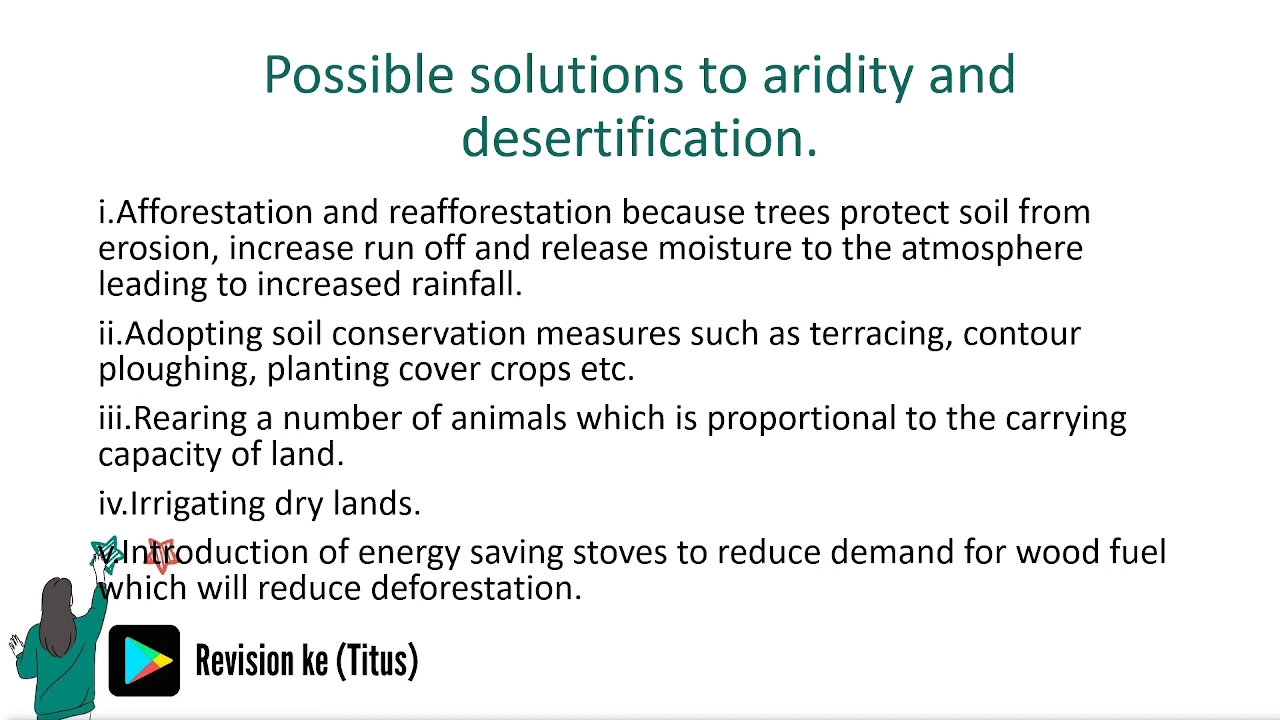 Possible solutions to aridity and
desertification.
i.Afforestation and reafforestation because trees protect soil from
erosion, increase run off and release moisture to the atmosphere
leading to increased rainfall.
ii.Adopting soil conservation measures such as terracing, contour
ploughing, planting cover crops etc.
iii.Rearing a number of animals which is proportional to the carrying
capacity of land.
iv.Irrigating dry lands.
v.Introduction of energy saving stoves to reduce demand for wood fuel
which will reduce deforestation.
Revision ke (Titus)